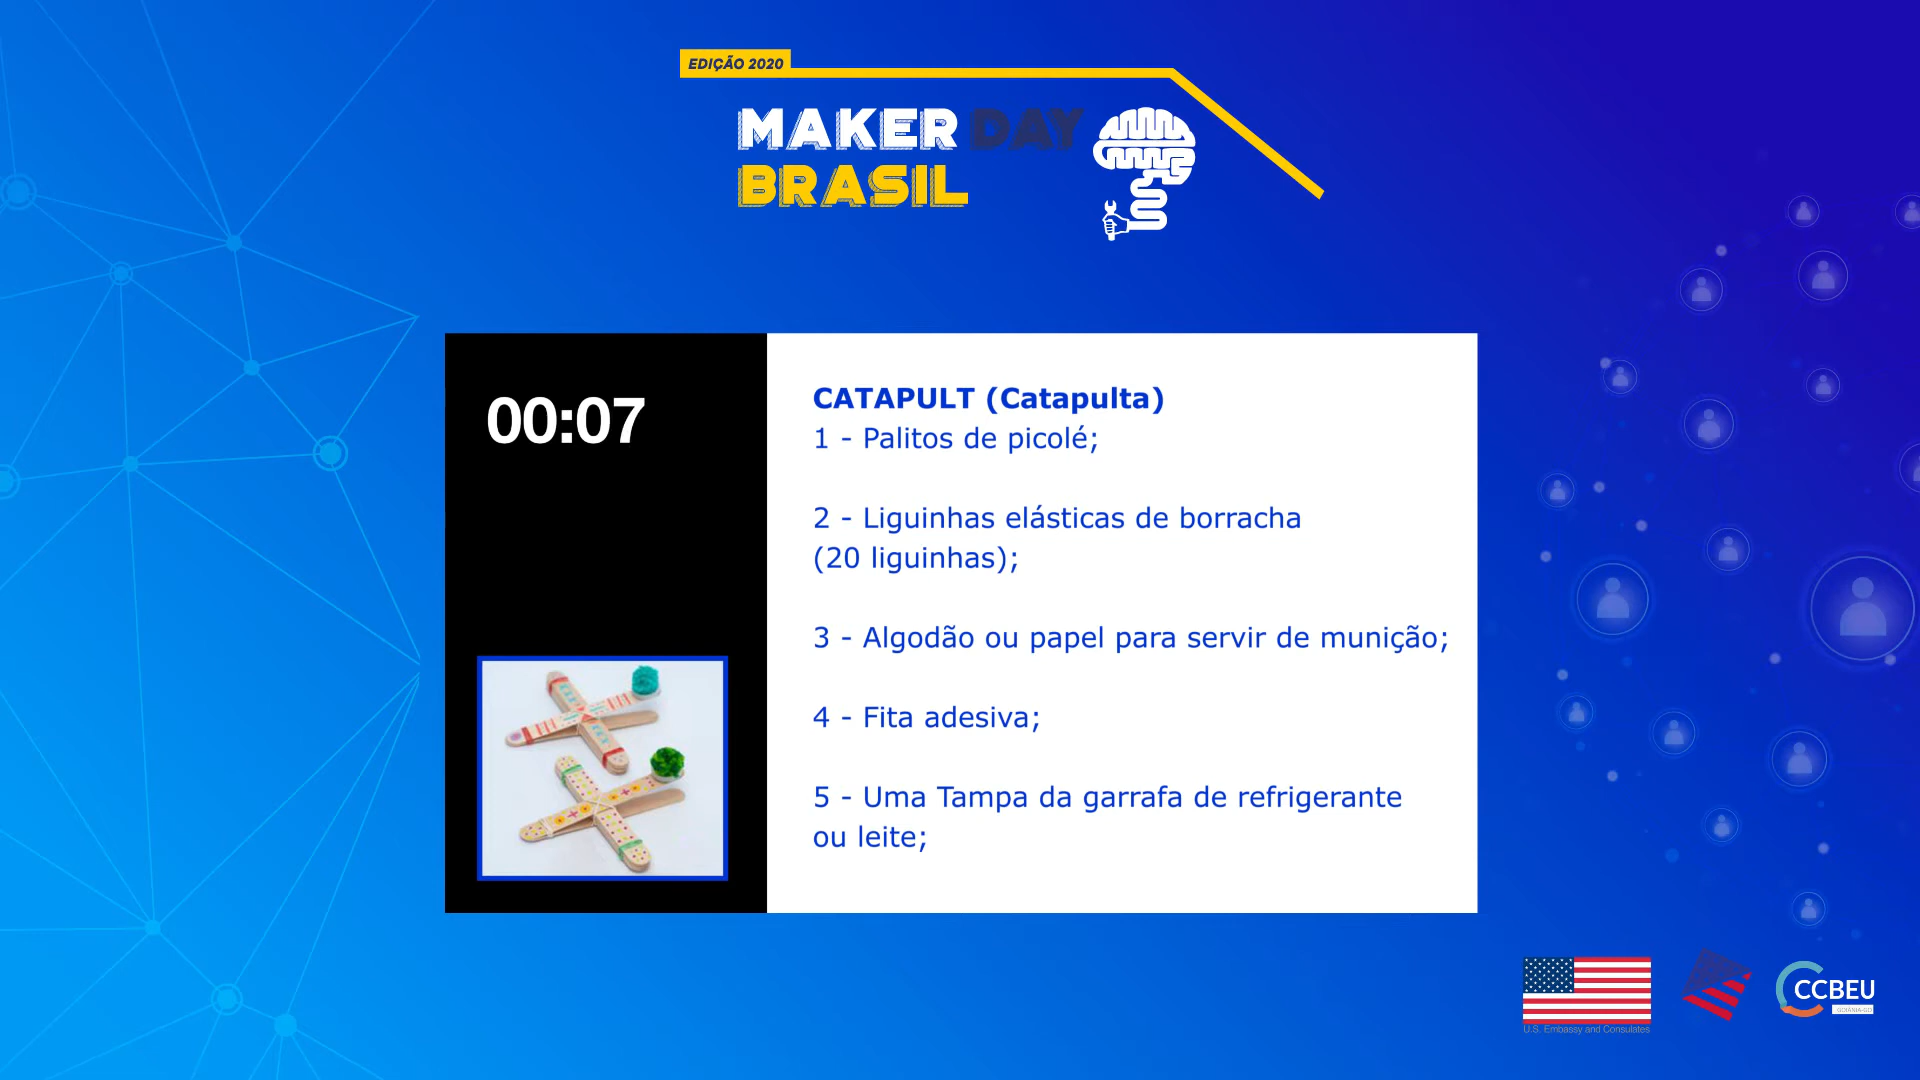 EDIÇÃO 2020
MAKER DAY
BRASIL
00:07
CATAPULT (Catapulta)
1 - Palitos de picolé;
2 - Liguinhas elásticas de borracha
(20 liguinhas);
3 - Algodão ou papel para servir de munição;
4 - Fita adesiva;
5 - Uma Tampa da garrafa de refrigerante
ou leite;
U.S. Embassy and Consulates
CCBEU
GOIÂNIA-GO